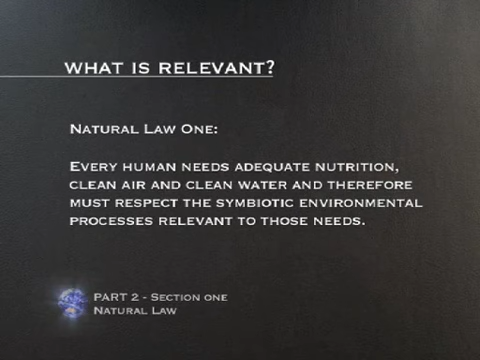 WHAT IS RELEVANT?
NATURAL LAW ONE:
EVERY HUMAN NEEDS ADEQUATE NUTRITION,
CLEAN AIR AND CLEAN WATER AND THEREFORE
MUST RESPECT THE SYMBIOTIC ENVIRONMENTAL
PROCESSES RELEVANT TO THOSE NEEDS.
PART 2 - SECTION ONE
NATURAL LAW